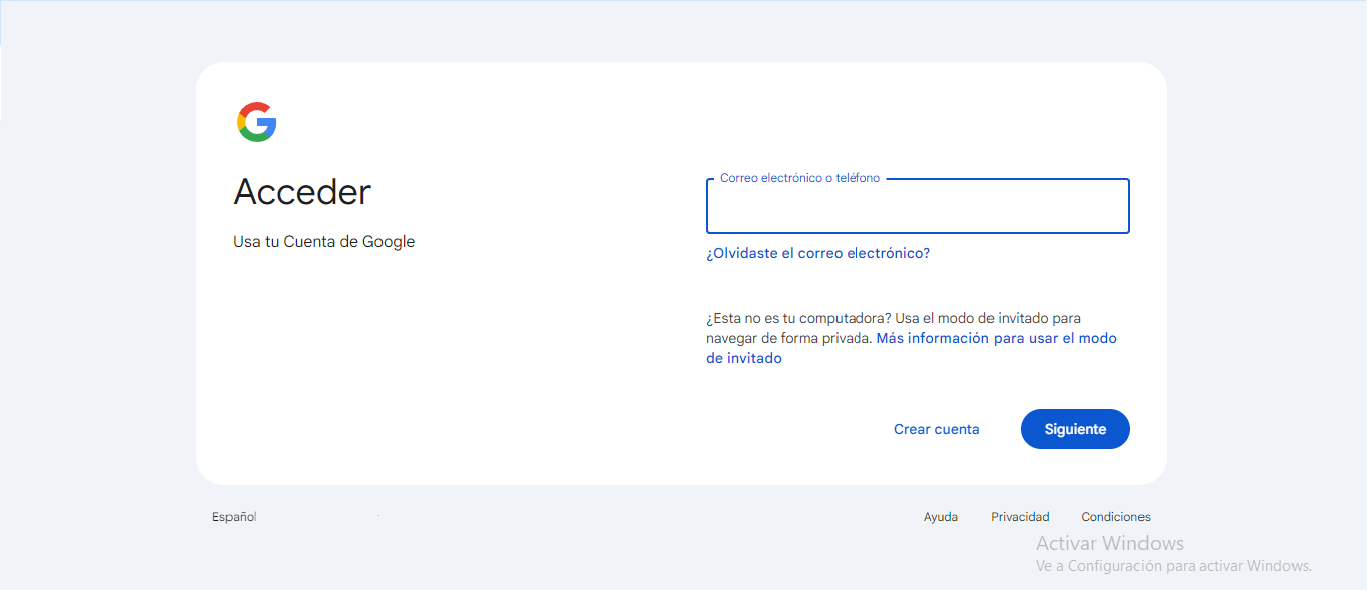 Acceder
Usa tu Cuenta de Google
Correo electrónico o teléfono
¿Olvidaste el correo electrónico?
¿Esta no es tu computadora? Usa el modo de invitado para
navegar de forma privada. Más información para usar el modo
de invitado
Crear cuenta
Siguiente
Español
Ayuda
Privacidad
Condiciones
Activar Windows
Ve a Configuración para activar Windows.